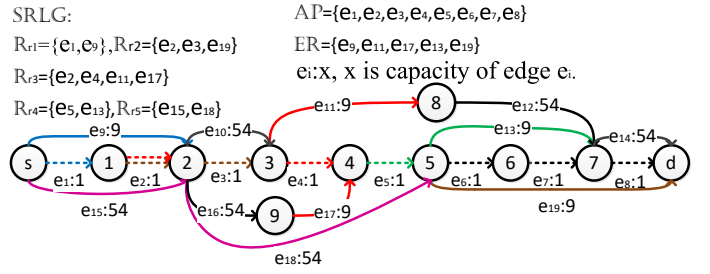 SRLG:
AP={e1,e2,e3,e4,e5,e6,e7,e8}
Rr1={e1,e9},Rr2={e2,e3,e19}
ER={e9,e11,e17,e13,e19}
Rr3={e2,e4,e11,e17}
ei:x, x is capacity of edge ei.
Rr4={e5,e13},Rr5={e15,e18}
e11:9
8
e12:54
e9:9
e10:54
e13:9
e14:54
s
1
2
3
4
5
6
7
d
e1:1
e2:1
e3:1
e4:1
e5:1
e6:1
e7:1
e8:1
e15:54
e16:54
9
e17:9
e19:9
e18:54